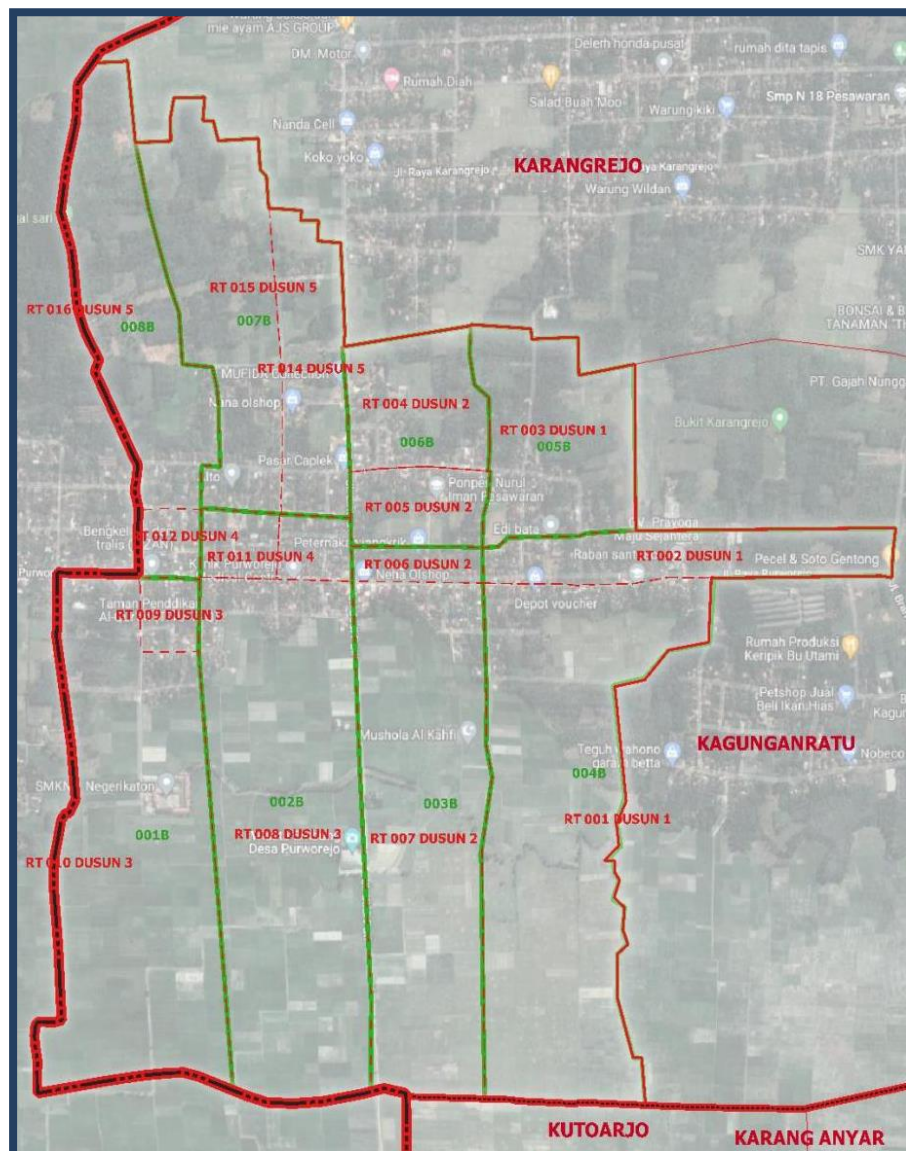 mie ayam AJS GROUP
DM. Motor
Deleth honda pusat
rumah dita tapis
Rumah Diah
Salad Buah Moo
Warung kiki
Smp N 18 Pesawaran
Nanda Cell
Koko yoko
KARANGREJO
Jl. Raya Karangrejo
Raya Karangrejo
Warung Wildan
SMK
RT 015 DUSUN 5
RT 016 DUSUN 5
007B
008B
BONSAI &
TANAMAN
RT 014 DUSUN 5
MUFIDA
Nana olshop
RT 004 DUSUN 2
PT. Gajah
RT 003 DUSUN 1
006B
005B
Bukit Karangrejo
Pasar Caplek
Ponpes Nurul
Iman Pesawaran
RT 005 DUSUN 2
Edi bata
RT 012 DUSUN 4
RT 011 DUSUN 4
RT 006 DUSUN 2
RT 002 DUSUN 1
Pecel & Soto Gentong
Nena Olshop
Depot voucher
RT 009 DUSUN 3
Rumah Produksi
Keripik Bu Utami
Petshop Jual
Beli Ikan Hias
Mushola Al Kahfi
KAGUNGANRATU
Teguh
betta
Nobeco
SMKN
Negerikaton
004B
002B
003B
001B
RT 008 DUSUN 3
RT 007 DUSUN 2
RT 001 DUSUN 1
Desa Purworejo
RT 010 DUSUN 3
KUTOARJO
KARANG ANYAR